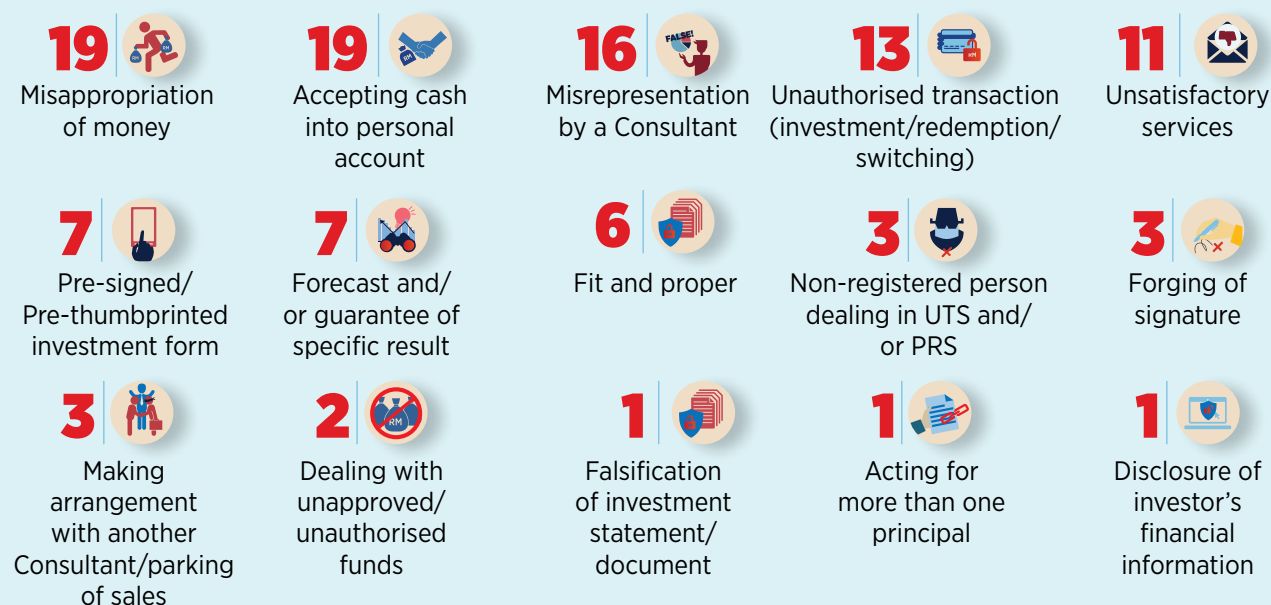 19
Misappropriation
of money
19
RM
Accepting cash
into personal
account
16
FALSE!
Misrepresentation
by a Consultant
13
RM
Unauthorised transaction
(investment/redemption/
switching)
11
Unsatisfactory
services
7
Pre-signed/
Pre-thumbprinted
investment form
7
Forecast and/
or guarantee of
specific result
6
Fit and proper
3
Non-registered person
dealing in UTS and/
or PRS
3
Forging of
signature
3
Making
arrangement
with another
Consultant/parking
of sales
2
RM
Dealing with
unapproved/
unauthorised
funds
1
Falsification
of investment
statement/
document
1
Acting for
more than one
principal
1
Disclosure of
investor's
financial
information